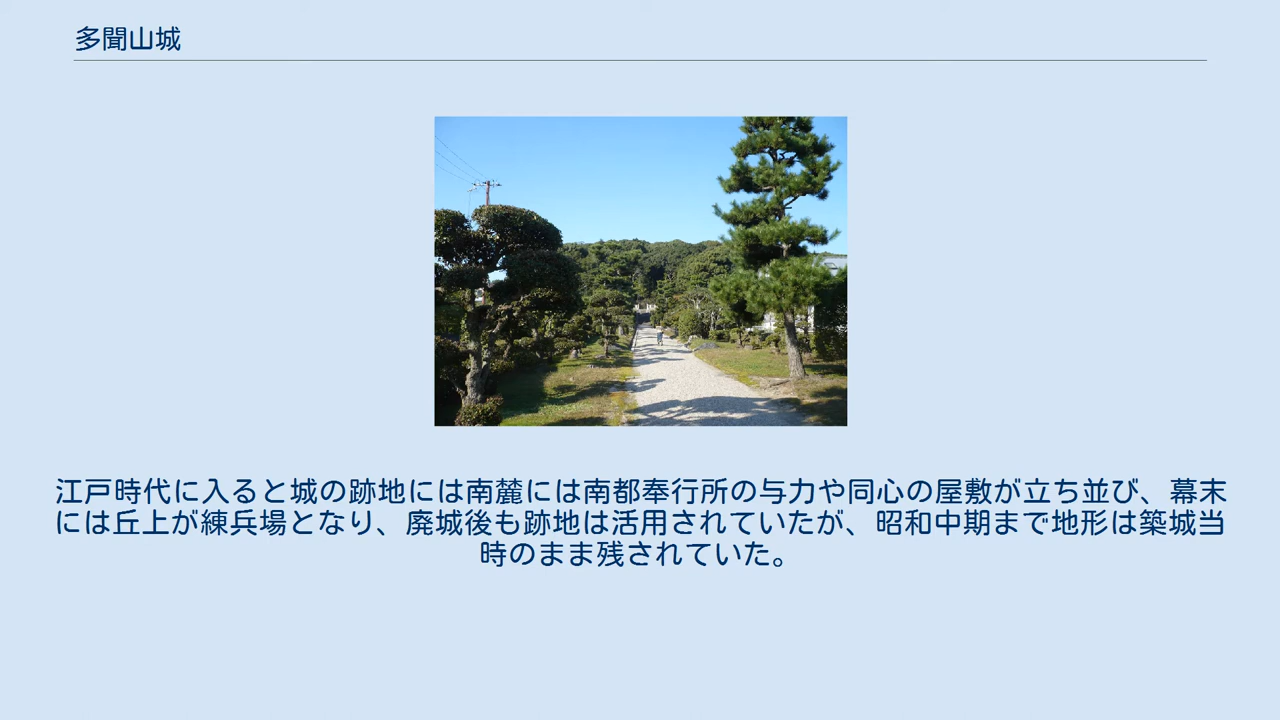 多聞山城
江戸時代に入ると城の跡地には南麓には南都奉行所の与力や同心の屋敷が立ち並び、幕末
には丘上が練兵場となり、廃城後も跡地は活用されていたが、昭和中期まで地形は築城当
時のまま残されていた。